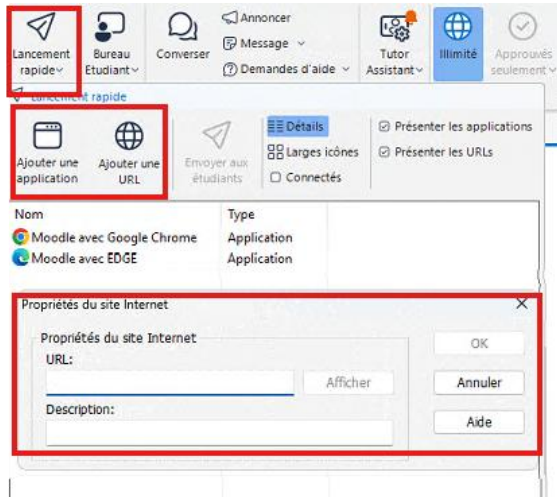 Lancement rapide
Bureau Etudiant
Converser
Annoncer
Message
Demandes d'aide
Tutor Assistant
Illimité
Approuvés seulement
Lancement rapide
Ajouter une application
Ajouter une URL
Envoyer aux étudiants
Détails
Larges icônes
Connectés
Présenter les applications
Présenter les URLs
Nom Type
Moodle avec Google Chrome Application
Moodle avec EDGE Application
Propriétés du site Internet
Propriétés du site Internet
URL:
Afficher
Description:
OK
Annuler
Aide